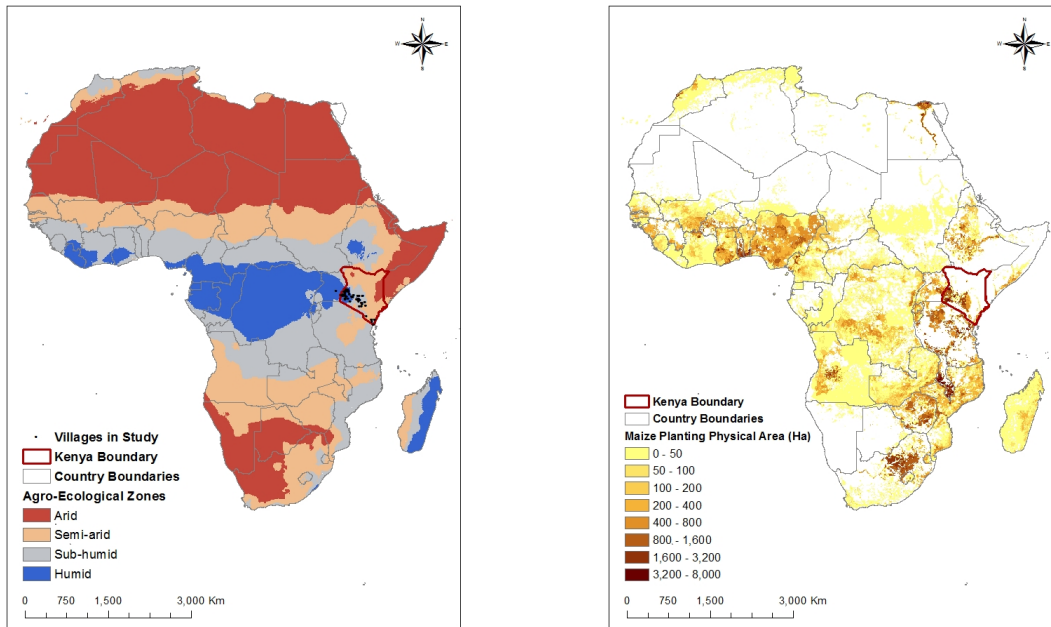 N
W E
S
Villages in Study
Kenya Boundary
Country Boundaries
Agro-Ecological Zones
Arid
Semi-arid
Sub-humid
Humid
0 750 1,500 3,000 Km
N
W E
S
Kenya Boundary
Country Boundaries
Maize Planting Physical Area (Ha)
0 - 50
50 - 100
100 - 200
200 - 400
400 - 800
800 - 1,600
1,600 - 3,200
3,200 - 8,000
0 750 1,500 3,000 Km